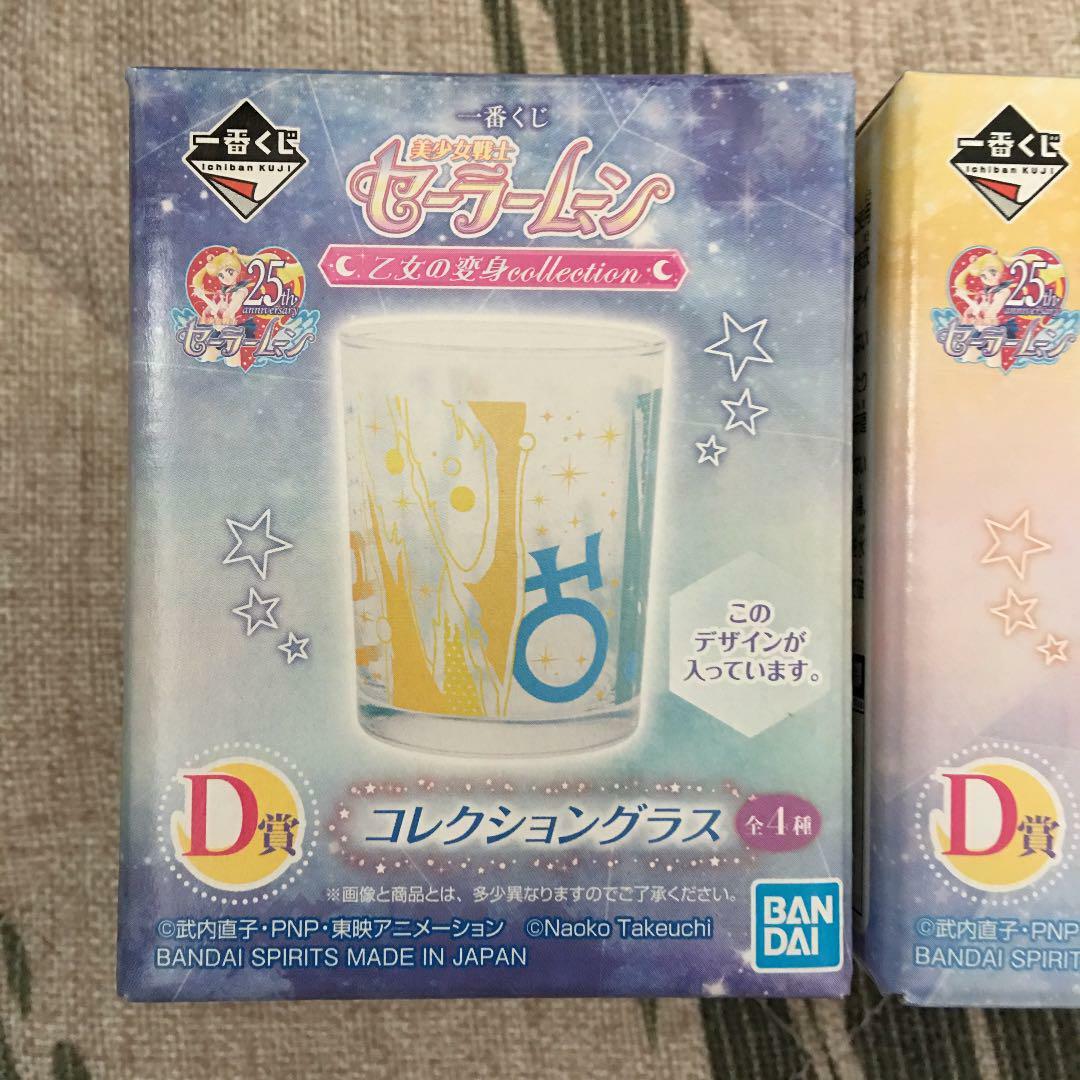 一番くじ
Ichiban KUJI
一番くじ
美少女戦士
セーラームーン
乙女の変身collection
25th
anniversary
セーラームーン
この
デザインが
入っています。
D賞
コレクショングラス
全4種
※画像と商品とは、多少異なりますのでご了承ください。
©武内直子・PNP・東映アニメーション ©Naoko Takeuchi
BANDAI SPIRITS MADE IN JAPAN
BAN
DAI
一番くじ
Ichiban KUJI
25th
anniversary
セーラームーン
D賞
©武内直子・PNP
BANDAI SPIRIT